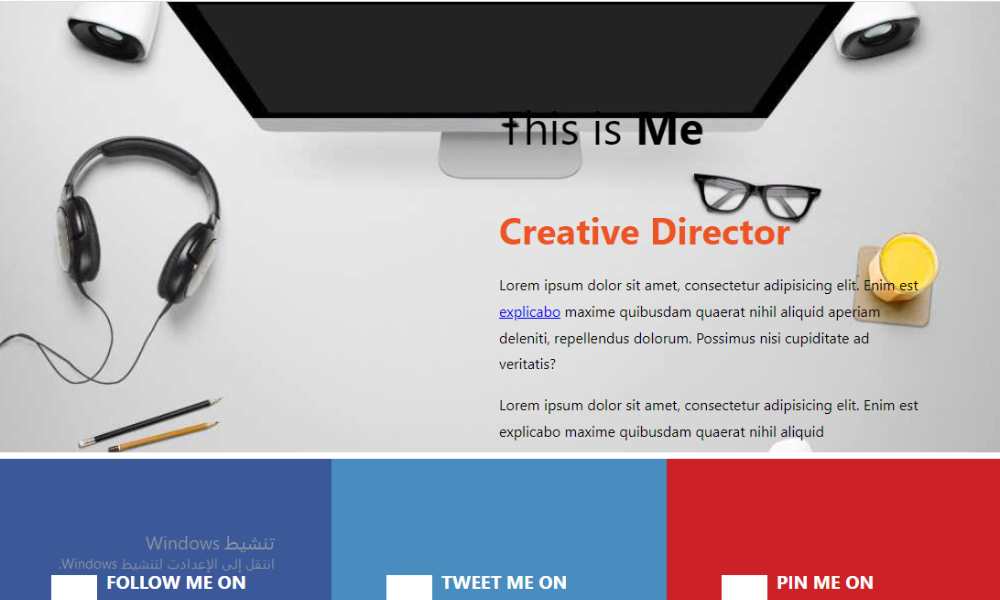 This is Me
Creative Director
Lorem ipsum dolor sit amet, consectetur adipisicing elit. Enim est
explicabo maxime quibusdam quaerat nihil aliquid aperiam
deleniti, repellendus dolorum. Possimus nisi cupiditate ad
veritatis?
Lorem ipsum dolor sit amet, consectetur adipisicing elit. Enim est
explicabo maxime quibusdam quaerat nihil aliquid
تنشيط Windows
انتقل إلى الإعدادت لتنشيط Windows.
FOLLOW ME ON
TWEET ME ON
PIN ME ON